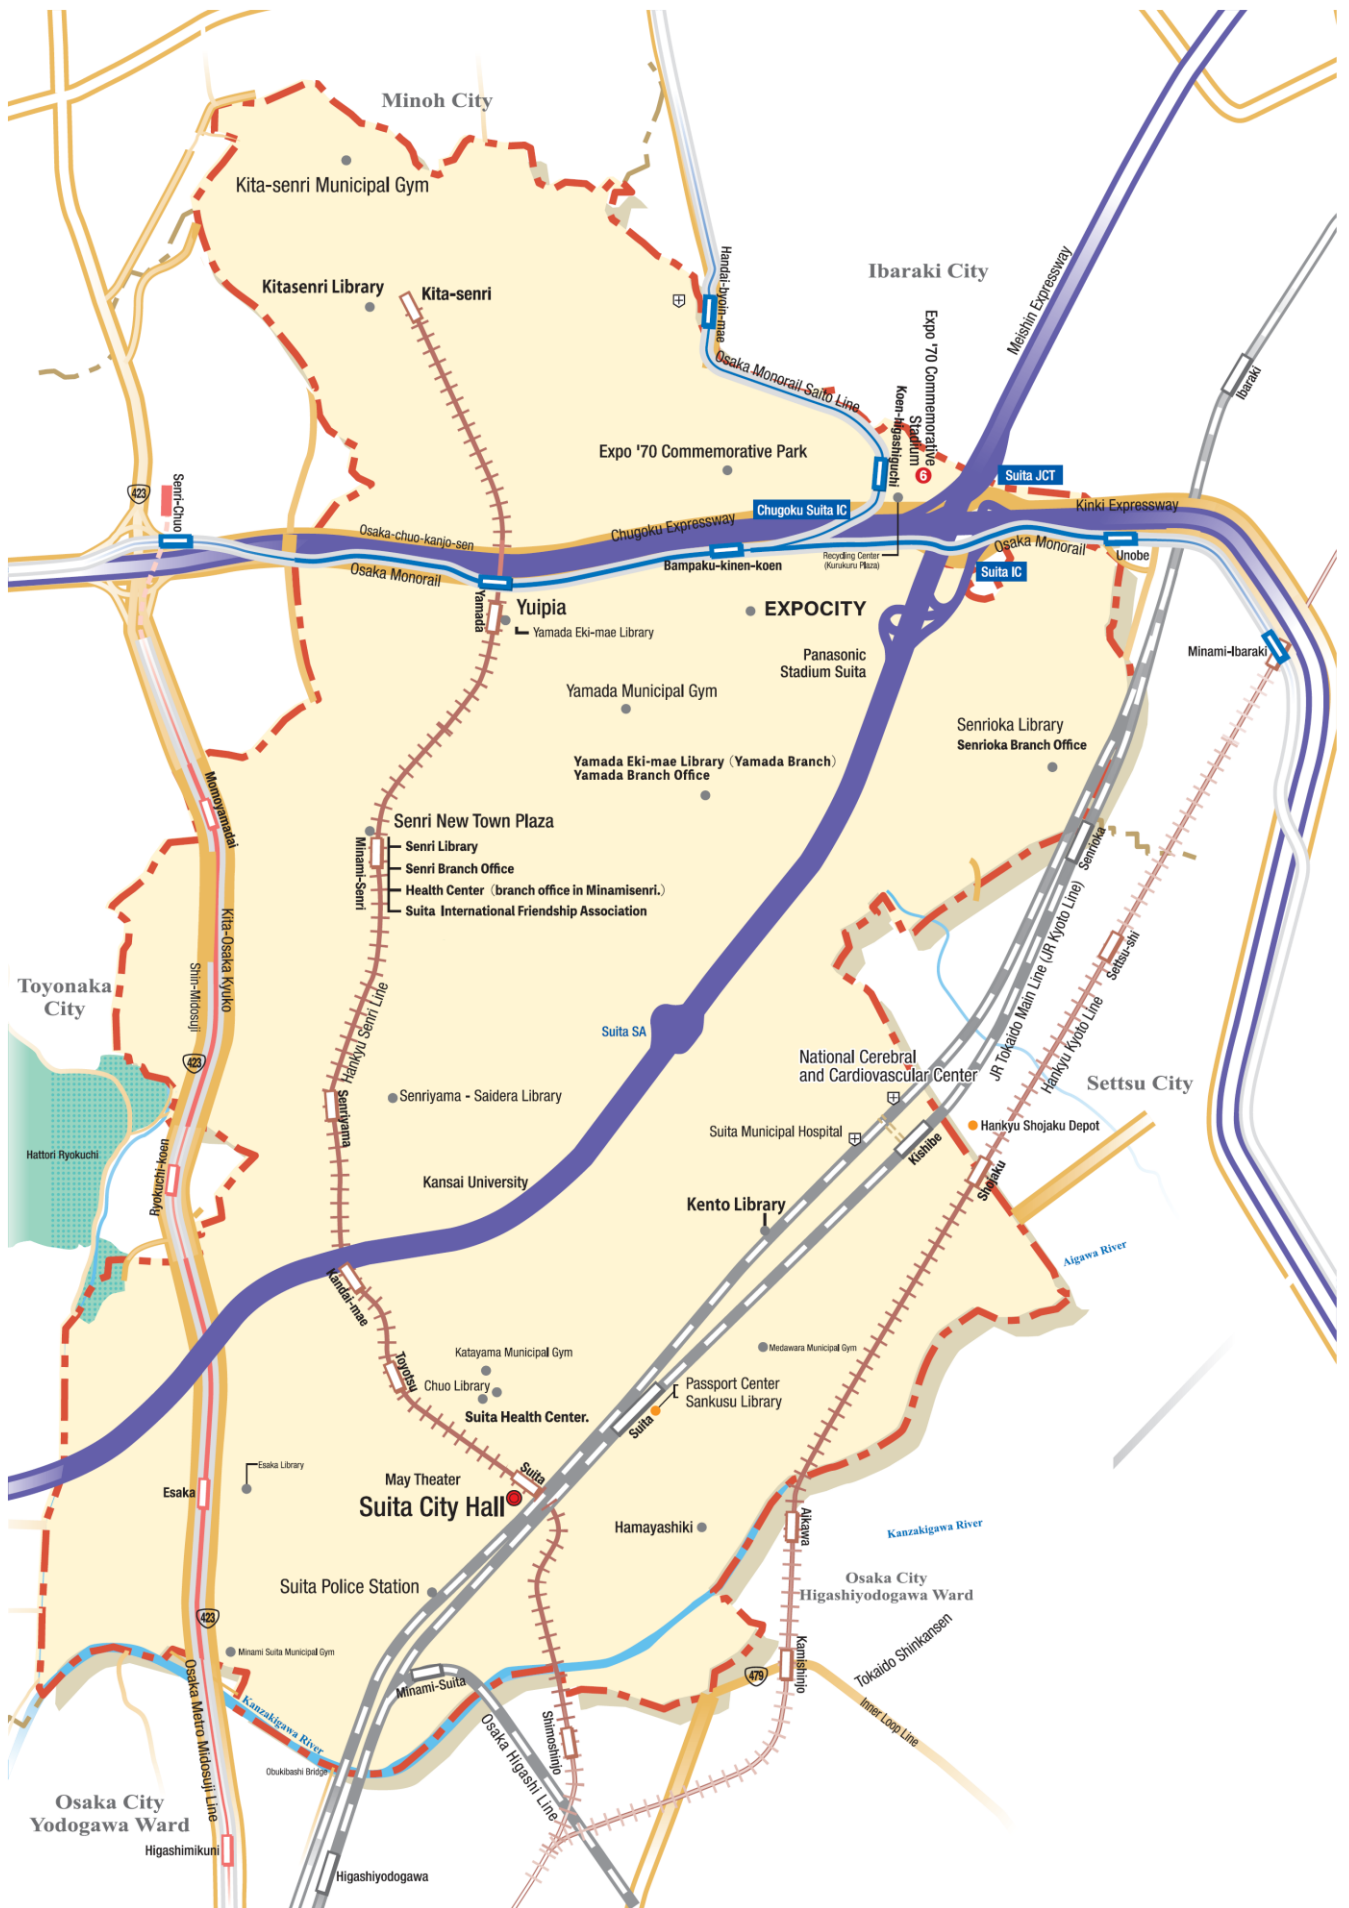 Minoh City
Kita-senri Municipal Gym
Handai-byoin-mae
Ibaraki City
Meishin Expressway
Kitasenri Library
Kita-senri
Expo '70 Commemorative
Stadium
6
Osaka Monorail Saito Line
Koen-higashiguchi
Ibaraki
Expo '70 Commemorative Park
Suita JCT
423
Senri-Chuo
Chugoku Suita IC
Kinki Expressway
Osaka-chuo-kanjo-sen
Chugoku Expressway
Osaka Monorail
Osaka Monorail
Unobe
Bampaku-kinen-koen
Recycling Center
(Kurukuru Plaza)
Suita IC
Yamada
Yuipia
Yamada Eki-mae Library
EXPOCITY
Panasonic
Stadium Suita
Minami-Ibaraki
Yamada Municipal Gym
Senrioka Library
Senrioka Branch Office
Yamada Eki-mae Library (Yamada Branch)
Yamada Branch Office
Momoyamadai
Senri New Town Plaza
Minami-Senri
Senri Library
Senri Branch Office
Health Center (branch office in Minamisenri.)
Suita International Friendship Association
Senrioka
Kita-Osaka Kyuko
Shin-Midosuji
Toyonaka
City
Settsu-shi
JR Tokaido Main Line (JR Kyoto Line)
Hankyu Senri Line
Suita SA
Hankyu Kyoto Line
423
National Cerebral
and Cardiovascular Center
Settsu City
Senriyama
Senriyama - Saidera Library
Suita Municipal Hospital
Kishibe
Hankyu Shojaku Depot
Hattori Ryokuchi
Ryokuchi-koen
Kansai University
Shojaku
Kento Library
Aigawa River
Kandai-mae
Toyotsu
Katayama Municipal Gym
Medawara Municipal Gym
Chuo Library
Passport Center
Sankusu Library
Suita Health Center.
Suita
Esaka Library
Esaka
May Theater
Suita
Suita City Hall
Hamayashiki
Aikawa
Kanzakigawa River
Osaka City
Higashiyodogawa Ward
Suita Police Station
423
Minami Suita Municipal Gym
Kamishinjo
Tokaido Shinkansen
479
Minami-Suita
Inner Loop Line
Osaka Metro Midosuji Line
Kanzakigawa River
Osaka Higashi Line
Shimoshinjo
Obukibashi Bridge
Osaka City
Yodogawa Ward
Higashimikuni
Higashiyodogawa